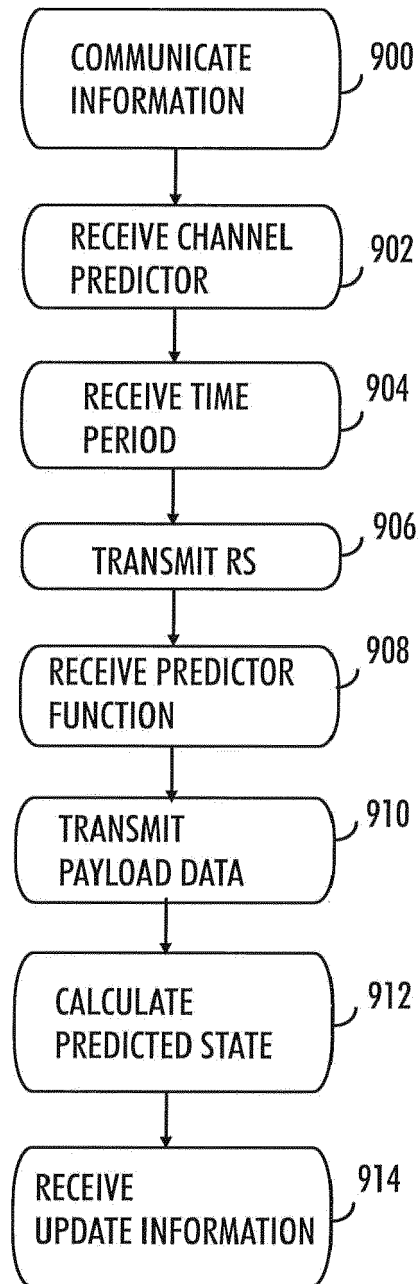 COMMUNICATE
INFORMATION
900
RECEIVE CHANNEL
PREDICTOR
902
RECEIVE TIME
PERIOD
904
TRANSMIT RS
906
RECEIVE PREDICTOR
FUNCTION
908
TRANSMIT
PAYLOAD DATA
910
CALCULATE
PREDICTED STATE
912
RECEIVE
UPDATE INFORMATION
914